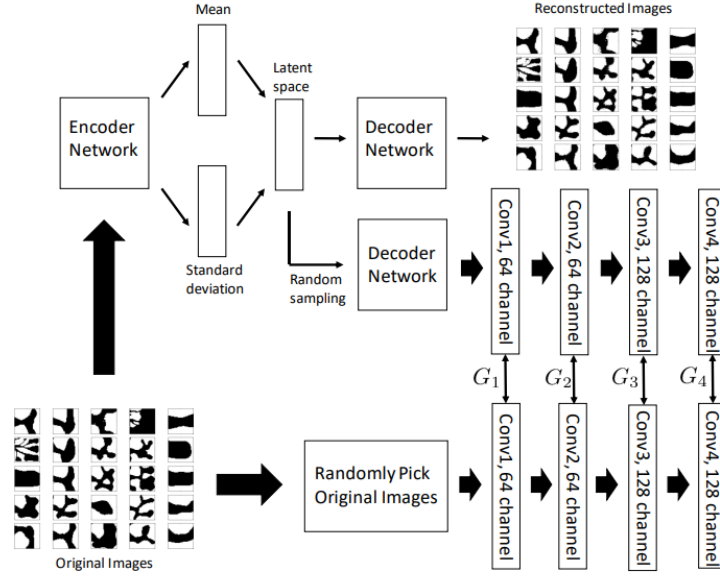 Mean
Reconstructed Images
Latent
space
Encoder
Network
Decoder
Network
Standard
deviation
Random
sampling
Decoder
Network
Conv1, 64 channel
Conv2, 64 channel
Conv3, 128 channel
Conv4, 128 channel
G1
G2
G3
G4
Randomly Pick
Original Images
Conv1, 64 channel
Conv2, 64 channel
Conv3, 128 channel
Conv4, 128 channel
Original Images